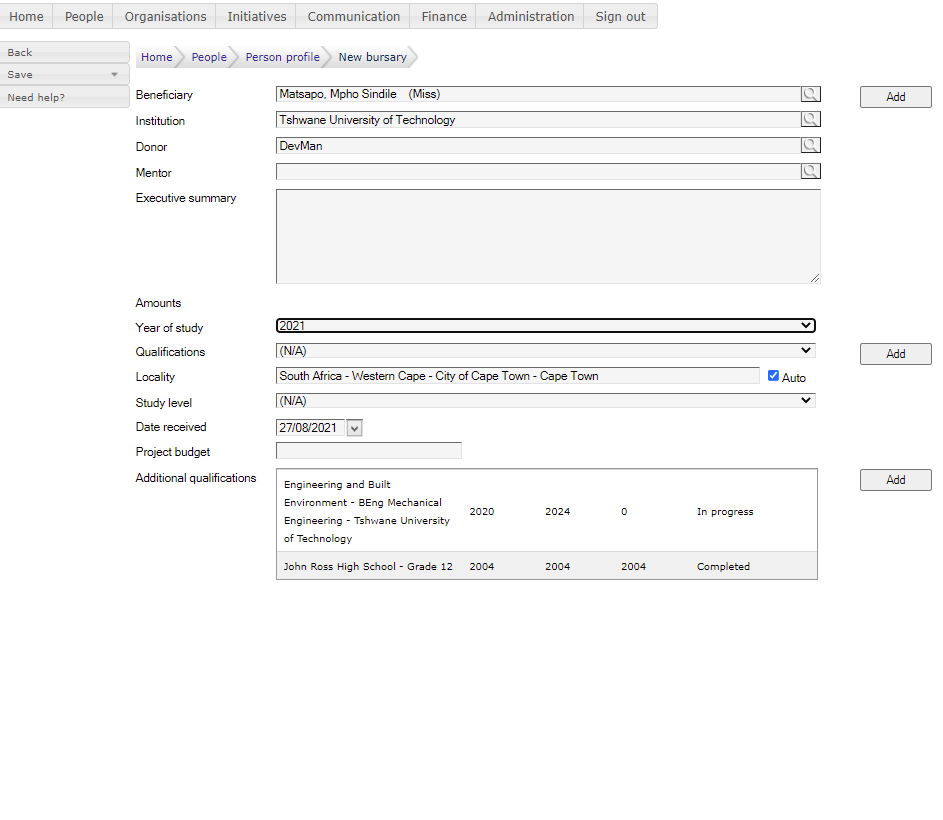 Home People Organisations Initiatives Communication Finance Administration Sign out
Back
Save
Need help?
Home People Person profile New bursary
Beneficiary Matsapo, Mpho Sindile (Miss) Add
Institution Tshwane University of Technology
Donor DevMan
Mentor
Executive summary
Amounts
Year of study 2021
Qualifications (N/A) Add
Locality South Africa - Western Cape - City of Cape Town - Cape Town Auto
Study level (N/A)
Date received 27/08/2021
Project budget
Additional qualifications Add
Engineering and Built
Environment - BEng Mechanical
Engineering - Tshwane University
of Technology
2020 2024 0 In progress
John Ross High School - Grade 12 2004 2004 2004 Completed